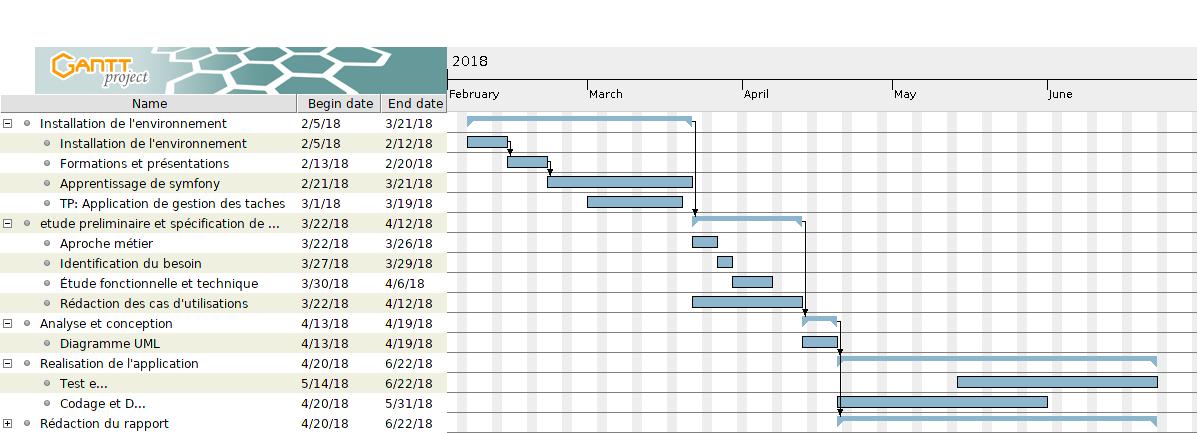 GANTT
project
2018
February March April May June
Name Begin date End date
Installation de l'environnement 2/5/18 3/21/18
Installation de l'environnement 2/5/18 2/12/18
Formations et présentations 2/13/18 2/20/18
Apprentissage de symfony 2/21/18 3/21/18
TP: Application de gestion des taches 3/1/18 3/19/18
etude preliminaire et spécification de ... 3/22/18 4/12/18
Aproche métier 3/22/18 3/26/18
Identification du besoin 3/27/18 3/29/18
Étude fonctionnelle et technique 3/30/18 4/6/18
Rédaction des cas d'utilisations 3/22/18 4/12/18
Analyse et conception 4/13/18 4/19/18
Diagramme UML 4/13/18 4/19/18
Realisation de l'application 4/20/18 6/22/18
Test e... 5/14/18 6/22/18
Codage et D... 4/20/18 5/31/18
Rédaction du rapport 4/20/18 6/22/18